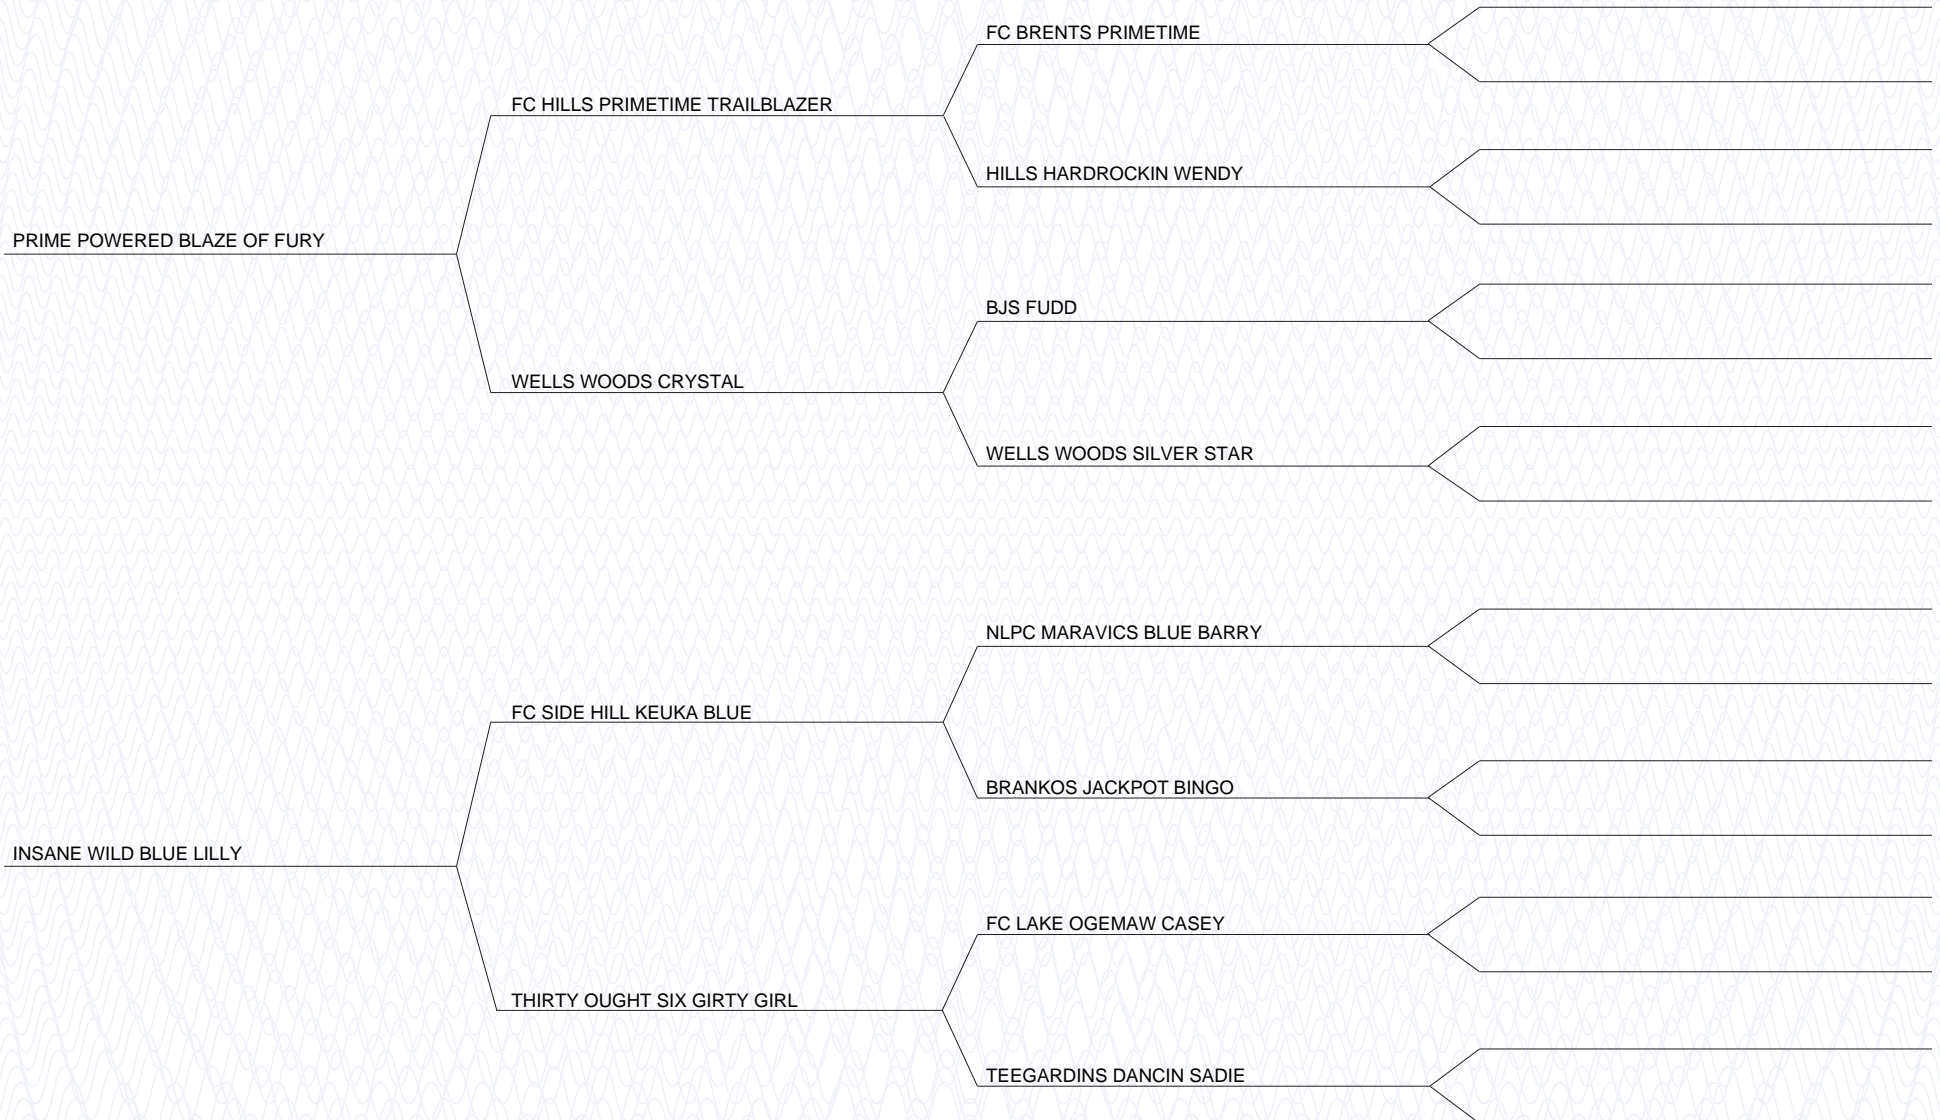 FC BRENTS PRIMETIME
FC HILLS PRIMETIME TRAILBLAZER
HILLS HARDROCKIN WENDY
PRIME POWERED BLAZE OF FURY
BJS FUDD
WELLS WOODS CRYSTAL
WELLS WOODS SILVER STAR
NLPC MARAVICS BLUE BARRY
FC SIDE HILL KEUKA BLUE
BRANKOS JACKPOT BINGO
INSANE WILD BLUE LILLY
FC LAKE OGEMAW CASEY
THIRTY OUGHT SIX GIRTY GIRL
TEEGARDINS DANCIN SADIE